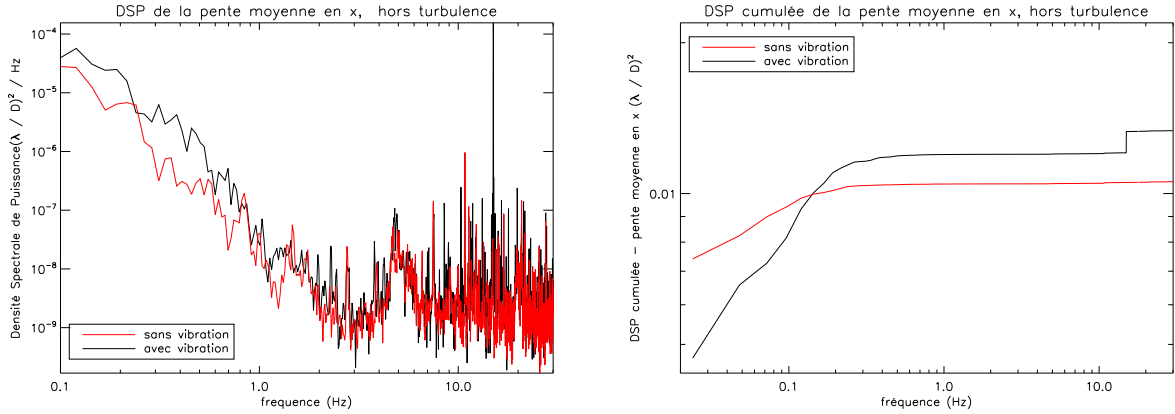 DSP de la pente moyenne en x, hors turbulence
Densité Spectrale de Puissance(λ / D)² / Hz
10⁻⁴
10⁻⁵
10⁻⁶
10⁻⁷
10⁻⁸
10⁻⁹
sans vibration
avec vibration
0.1
1.0
10.0
frequence (Hz)
DSP cumulée de la pente moyenne en x, hors turbulence
DSP cumulée − pente moyenne en x (λ / D)²
0.01
sans vibration
avec vibration
0.1
1.0
10.0
fréquence (Hz)